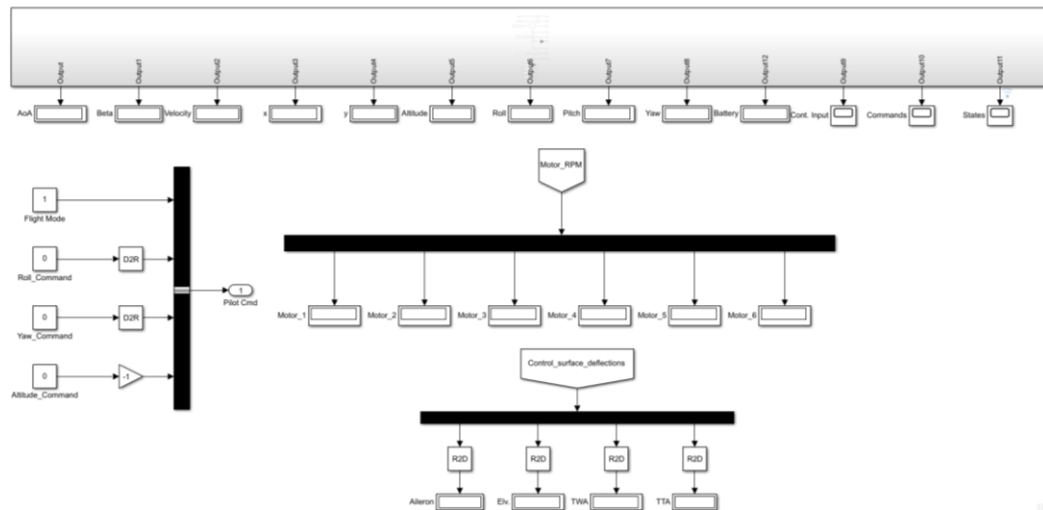 Output
Output1
Output2
Output3
Output4
Output5
Output6
Output7
Output8
Output12
Output9
Output10
Output11
AoA
Beta
Velocity
x
y
Altitude
Roll
Pitch
Yaw
Battery
Cont. Input
Commands
States
Motor_RPM
1
Flight Mode
0
D2R
Roll_Command
1
Pilot Cmd
0
D2R
Yaw_Command
0
-1
Altitude_Command
Motor_1
Motor_2
Motor_3
Motor_4
Motor_5
Motor_6
Control_surface_deflections
R2D
R2D
R2D
R2D
Aileron
Elv.
TWA
TTA